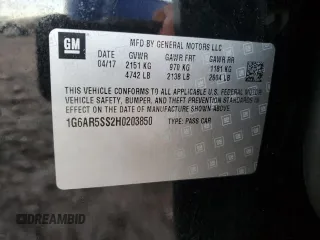 GM
MFD BY GENERAL MOTORS LLC
04/17 GVWR GAWR FRT GAWR RR
2151 KG 970 KG 1181 KG
4742 LB 2138 LB 2604 LB
THIS VEHICLE CONFORMS TO ALL APPLICABLE U.S. FEDERAL MOTOR VEHICLE
SAFETY, BUMPER, AND THEFT PREVENTION STANDARDS IN
EFFECT ON THE DATE OF MANUFACTURE SHOWN ABOVE.
1G6AR5SS2H0203850 TYPE: PASS CAR
DREAMBID